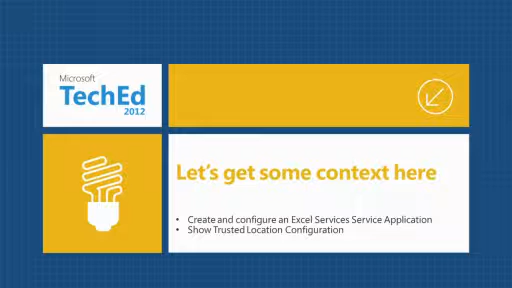 Microsoft
TechEd
2012
Let's get some context here
• Create and configure an Excel Services Service Application
• Show Trusted Location Configuration